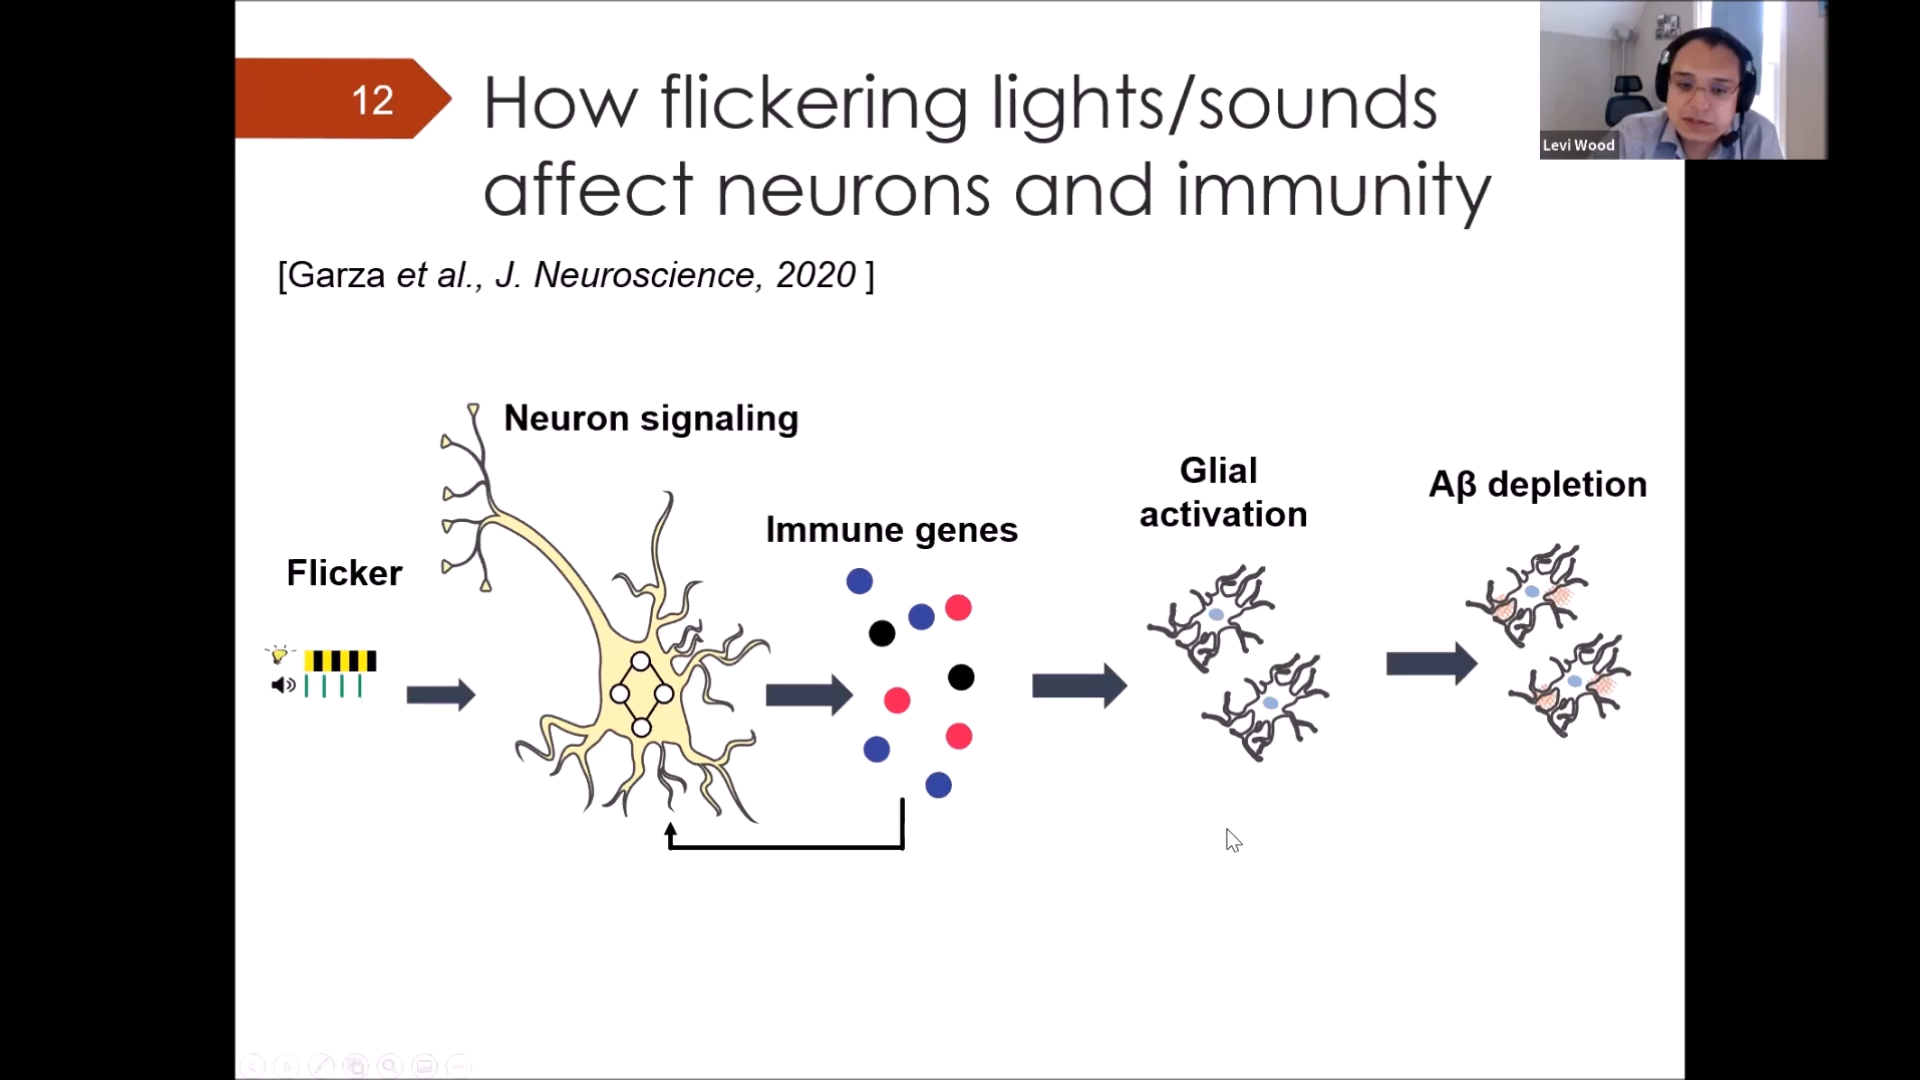 12
How flickering lights/sounds
affect neurons and immunity
Levi Wood
[Garza et al., J. Neuroscience, 2020 ]
Neuron signaling
Glial
activation
Aβ depletion
Immune genes
Flicker